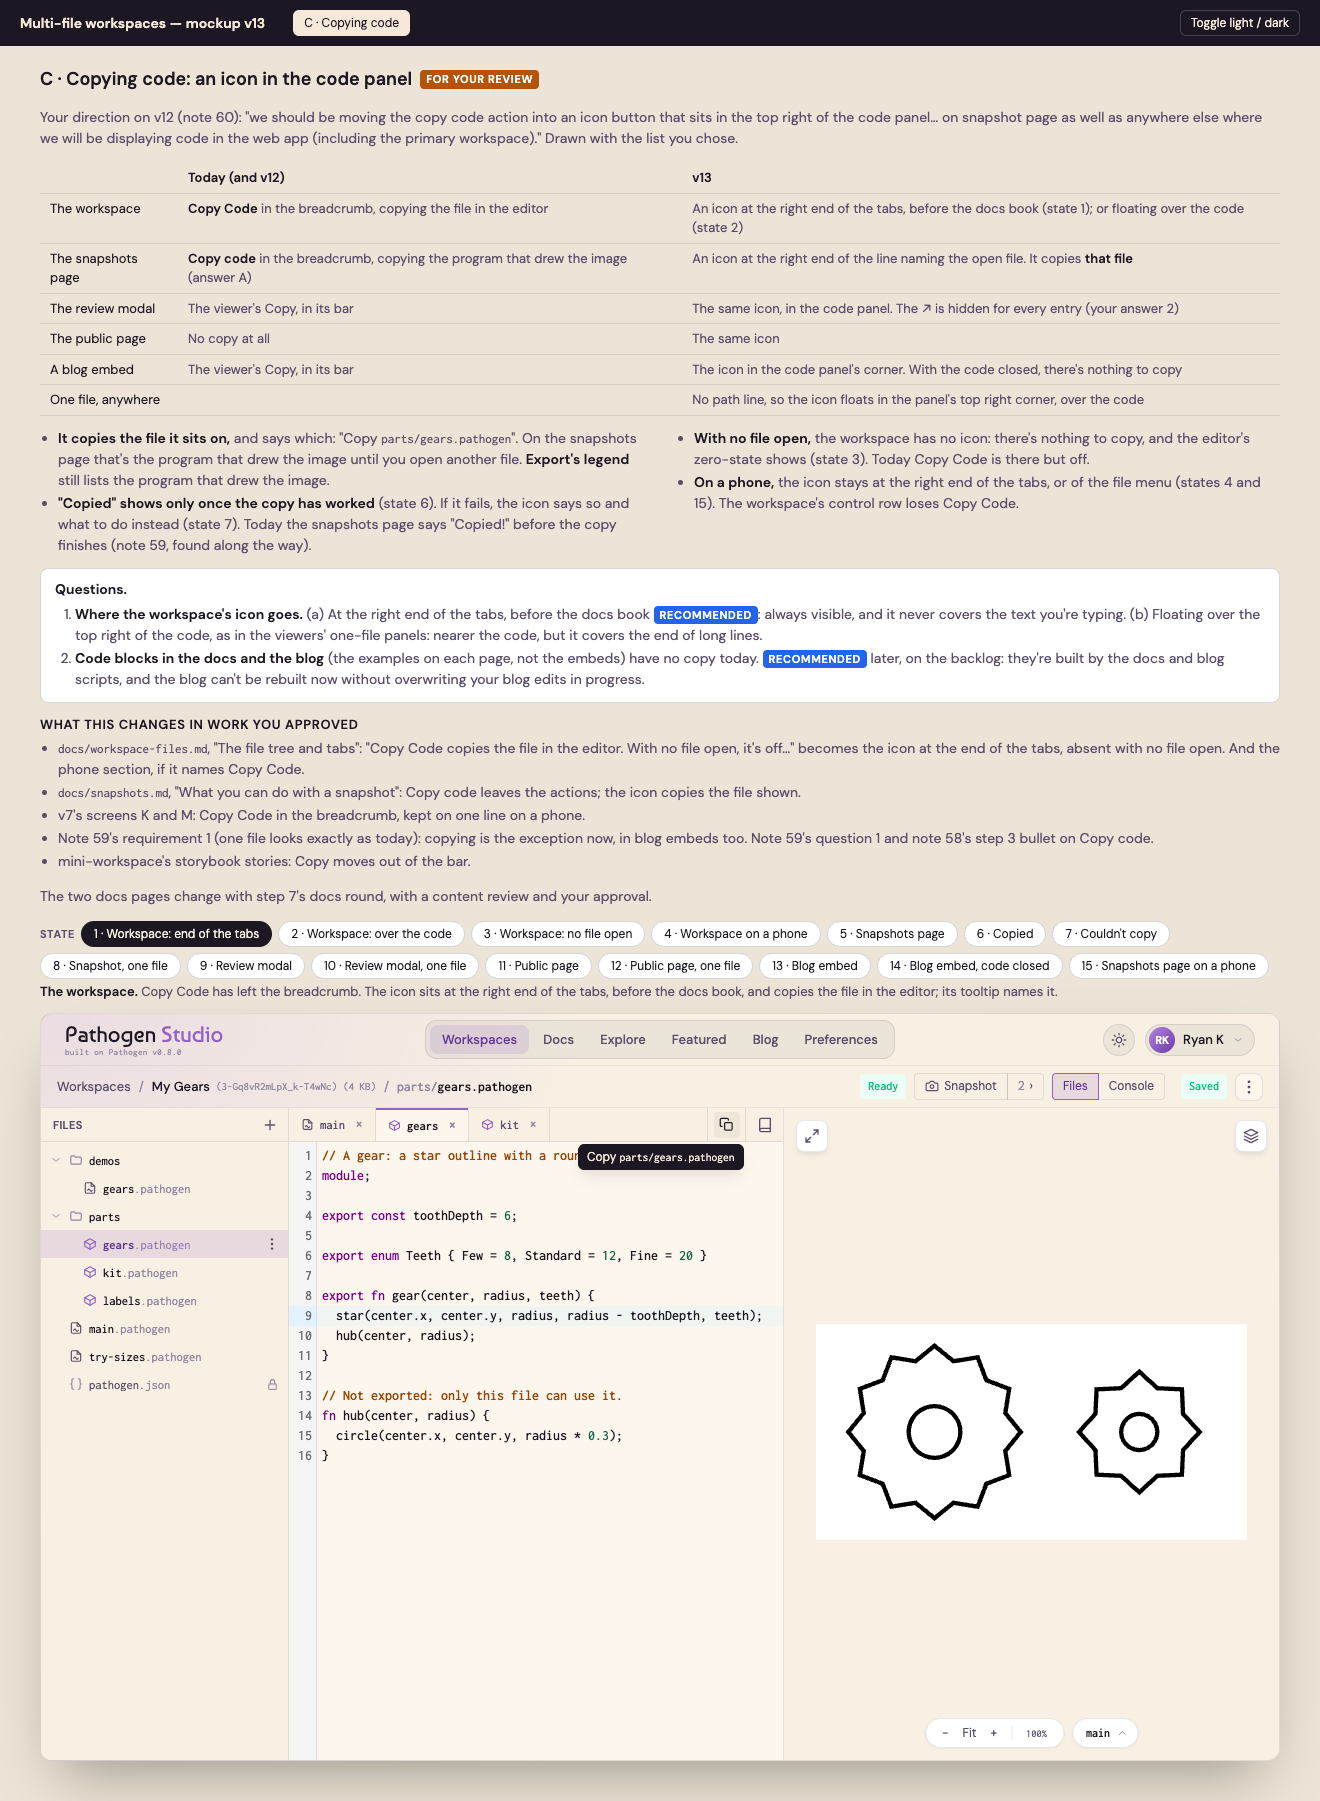 Multi-file workspaces — mockup v13
C · Copying code
Toggle light / dark
C · Copying code: an icon in the code panel
FOR YOUR REVIEW
Your direction on v12 (note 60): "we should be moving the copy code action into an icon button that sits in the top right of the code panel… on snapshot page as well as anywhere else where
we will be displaying code in the web app (including the primary workspace)." Drawn with the list you chose.
Today (and v12)
v13
The workspace
Copy Code in the breadcrumb, copying the file in the editor
An icon at the right end of the tabs, before the docs book (state 1); or floating over the code
(state 2)
The snapshots
page
Copy code in the breadcrumb, copying the program that drew the image
(answer A)
An icon at the right end of the line naming the open file. It copies that file
The review modal
The viewer's Copy, in its bar
The same icon, in the code panel. The ↗ is hidden for every entry (your answer 2)
The public page
No copy at all
The same icon
A blog embed
The viewer's Copy, in its bar
The icon in the code panel's corner. With the code closed, there's nothing to copy
One file, anywhere
No path line, so the icon floats in the panel's top right corner, over the code
• It copies the file it sits on, and says which: "Copy parts/gears.pathogen". On the snapshots
page that's the program that drew the image until you open another file. Export's legend
still lists the program that drew the image.
• "Copied" shows only once the copy has worked (state 6). If it fails, the icon says so and
what to do instead (state 7). Today the snapshots page says "Copied!" before the copy
finishes (note 59, found along the way).
• With no file open, the workspace has no icon: there's nothing to copy, and the editor's
zero-state shows (state 3). Today Copy Code is there but off.
• On a phone, the icon stays at the right end of the tabs, or of the file menu (states 4 and
15). The workspace's control row loses Copy Code.
Questions.
1. Where the workspace's icon goes. (a) At the right end of the tabs, before the docs book RECOMMENDED: always visible, and it never covers the text you're typing. (b) Floating over the
top right of the code, as in the viewers' one-file panels: nearer the code, but it covers the end of long lines.
2. Code blocks in the docs and the blog (the examples on each page, not the embeds) have no copy today. RECOMMENDED later, on the backlog: they're built by the docs and blog
scripts, and the blog can't be rebuilt now without overwriting your blog edits in progress.
WHAT THIS CHANGES IN WORK YOU APPROVED
• docs/workspace-files.md, "The file tree and tabs": "Copy Code copies the file in the editor. With no file open, it's off…" becomes the icon at the end of the tabs, absent with no file open. And the
phone section, if it names Copy Code.
• docs/snapshots.md, "What you can do with a snapshot": Copy code leaves the actions; the icon copies the file shown.
• v7's screens K and M: Copy Code in the breadcrumb, kept on one line on a phone.
• Note 59's requirement 1 (one file looks exactly as today): copying is the exception now, in blog embeds too. Note 59's question 1 and note 58's step 3 bullet on Copy code.
• mini-workspace's storybook stories: Copy moves out of the bar.
The two docs pages change with step 7's docs round, with a content review and your approval.
STATE
1 · Workspace: end of the tabs
2 · Workspace: over the code
3 · Workspace: no file open
4 · Workspace on a phone
5 · Snapshots page
6 · Copied
7 · Couldn't copy
8 · Snapshot, one file
9 · Review modal
10 · Review modal, one file
11 · Public page
12 · Public page, one file
13 · Blog embed
14 · Blog embed, code closed
15 · Snapshots page on a phone
The workspace. Copy Code has left the breadcrumb. The icon sits at the right end of the tabs, before the docs book, and copies the file in the editor; its tooltip names it.
Pathogen Studio
built on Pathogen v0.8.0
Workspaces
Docs
Explore
Featured
Blog
Preferences
RK
Ryan K
Workspaces / My Gears (3-Gq8vR2mLpX_k-T4wNc) (4 KB) / parts/gears.pathogen
Ready
Snapshot
2 ›
Files
Console
Saved
FILES
main ×
gears ×
kit ×
Copy parts/gears.pathogen
demos
gears.pathogen
parts
gears.pathogen
kit.pathogen
labels.pathogen
main.pathogen
try-sizes.pathogen
{} pathogen.json
1 // A gear: a star outline with a roun
2 module;
3
4 export const toothDepth = 6;
5
6 export enum Teeth { Few = 8, Standard = 12, Fine = 20 }
7
8 export fn gear(center, radius, teeth) {
9 star(center.x, center.y, radius, radius - toothDepth, teeth);
10 hub(center, radius);
11 }
12
13 // Not exported: only this file can use it.
14 fn hub(center, radius) {
15 circle(center.x, center.y, radius * 0.3);
16 }
− Fit + 100%
main